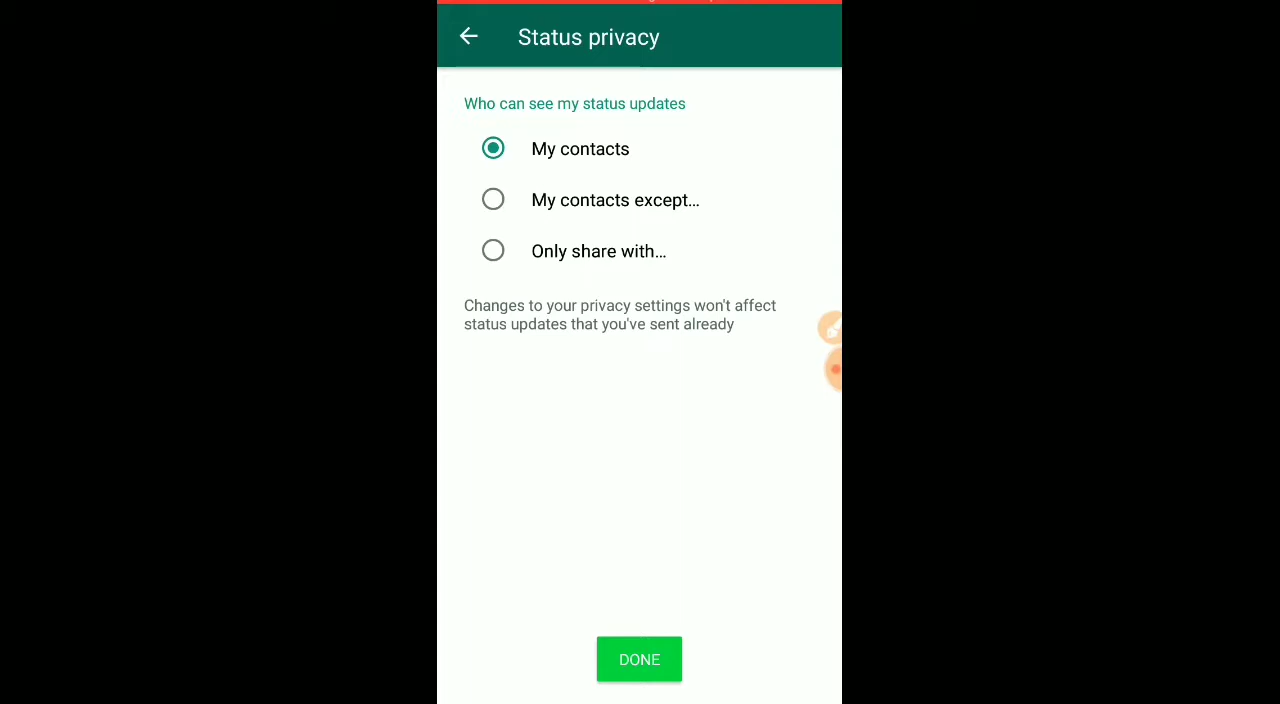 Status privacy
Who can see my status updates
My contacts
My contacts except...
Only share with...
Changes to your privacy settings won't affect
status updates that you've sent already
DONE